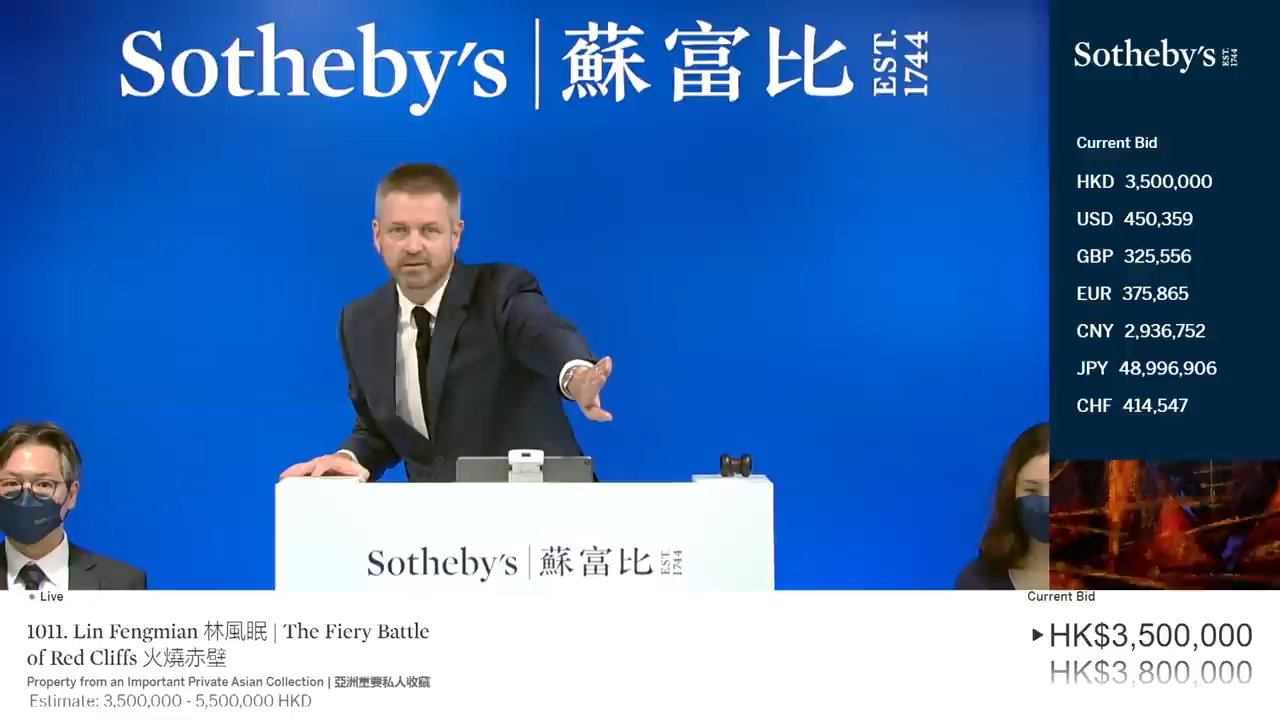 Sotheby's | 蘇富比 EST. 1744
Sotheby's EST. 1744
Current Bid
HKD 3,500,000
USD 450,359
GBP 325,556
EUR 375,865
CNY 2,936,752
JPY 48,996,906
CHF 414,547
Sotheby's | 蘇富比 EST. 1744
Live
1011. Lin Fengmian 林風眠 | The Fiery Battle
of Red Cliffs 火燒赤壁
Property from an Important Private Asian Collection | 亞洲重要私人收藏
Estimate: 3,500,000 - 5,500,000 HKD
Current Bid
HK$3,500,000
HK$3,800,000